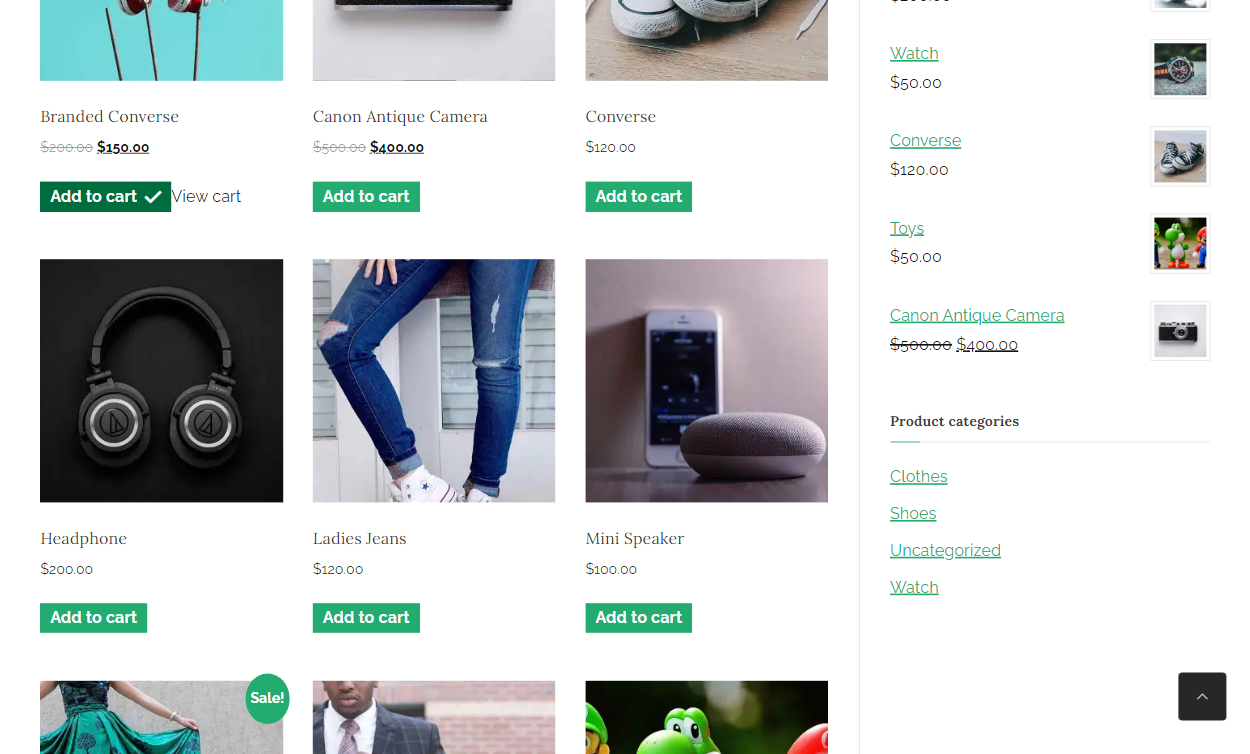 Branded Converse
$200.00 $150.00
Add to cart
View cart
Canon Antique Camera
$500.00 $400.00
Add to cart
Converse
$120.00
Add to cart
Headphone
$200.00
Add to cart
Ladies Jeans
$120.00
Add to cart
Mini Speaker
$100.00
Add to cart
Sale!
Watch
$50.00
Converse
$120.00
Toys
$50.00
Canon Antique Camera
$500.00 $400.00
Product categories
Clothes
Shoes
Uncategorized
Watch